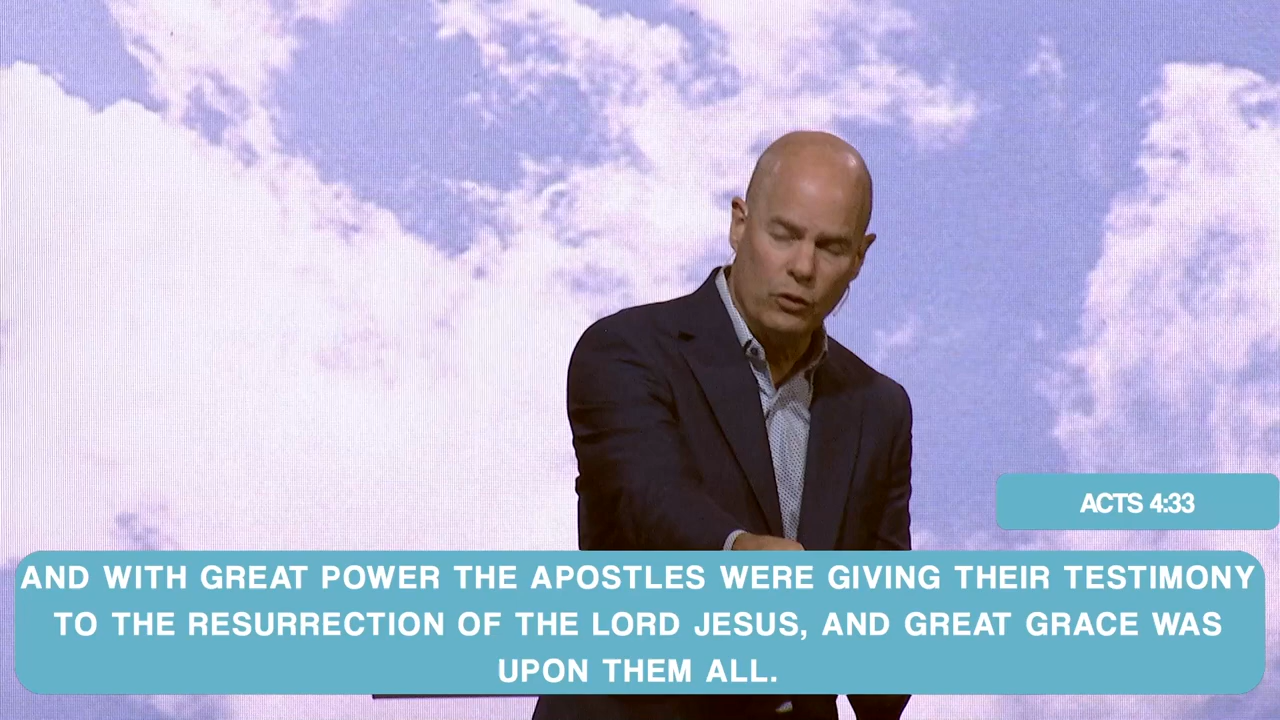 ACTS 4:33
AND WITH GREAT POWER THE APOSTLES WERE GIVING THEIR TESTIMONY
TO THE RESURRECTION OF THE LORD JESUS, AND GREAT GRACE WAS
UPON THEM ALL.